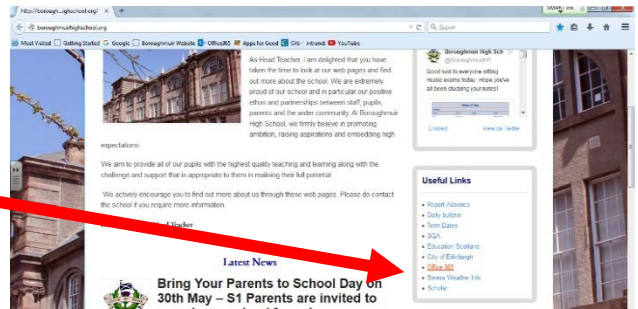 http://borough...ighschool.org/
boroughmuirhighschool.org
Search
Most Visited Getting Started Google Boroughmuir Website Office365 Apps for Good Intranet YouTube
As Head Teacher, I am delighted that you have
taken the time to look at our web pages and find
out more about the school. We are extremely
proud of our school and in particular our positive
ethos and partnerships between staff, pupils,
parents and the wider community. At Boroughmuir
High School, we firmly believe in promoting
ambition, raising aspirations and embedding high
expectations.
We aim to provide all of our pupils with the highest quality teaching and learning along with the
challenge and support that is appropriate to them in realising their full potential
We actively encourage you to find out more about us through these web pages. Please do contact
the school if you require more information.
Teacher
Latest News
Bring Your Parents to School Day on
30th May – S1 Parents are invited to
Boroughmuir High Sch
Good luck to everyone sitting
music exams today. Hope you've
all been studying your notes!
Embed View on Twitter
Useful Links
Report Absence
Daily bulletin
Term Dates
SQA
Education Scotland
City of Edinburgh
Office 365
Severe Weather Info
Scholar